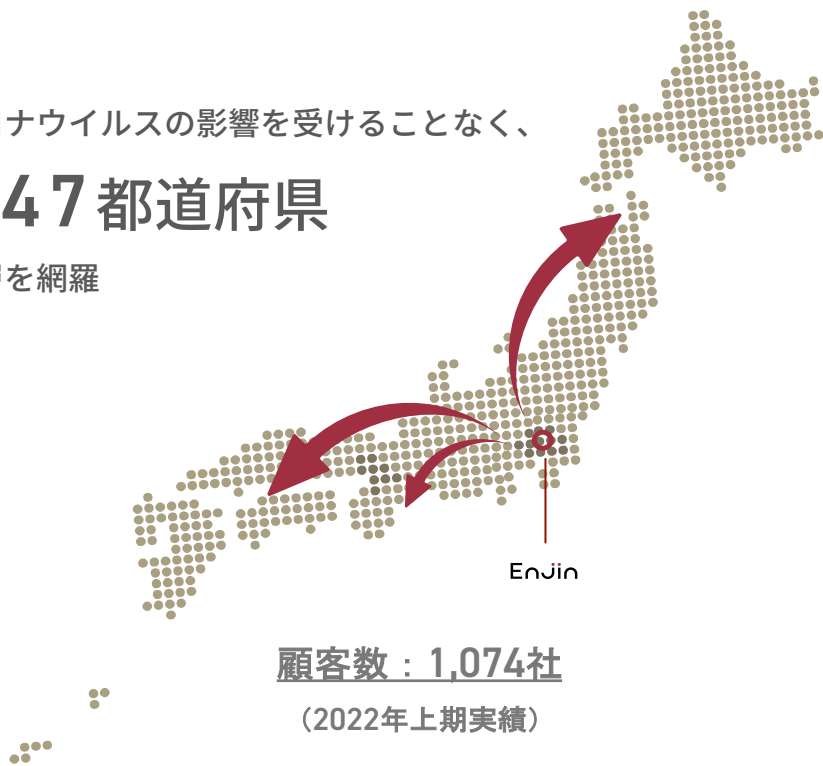 ナウイルスの影響を受けることなく、
47都道府県
を網羅
Enjin
顧客数：1,074社
（2022年上期実績）